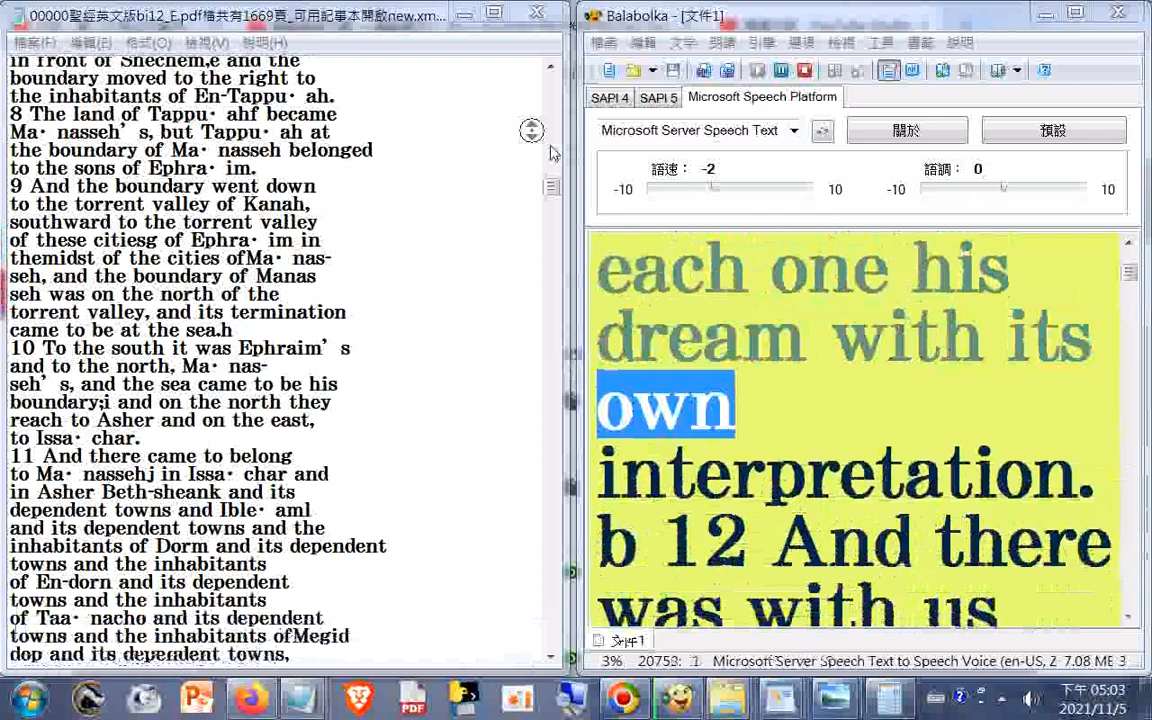 00000聖經英文版bi12_E.pdf檔共有1669頁_可用記事本開啟new.xm...
檔案(F) 編輯(E) 格式(O) 檢視(V) 說明(H)
in front of Shechem,e and the
boundary moved to the right to
the inhabitants of En-Tappu· ah.
8 The land of Tappu· ahf became
Ma· nasseh’ s, but Tappu· ah at
the boundary of Ma· nasseh belonged
to the sons of Ephra· im.
9 And the boundary went down
to the torrent valley of Kanah,
southward to the torrent valley
of these citiesg of Ephra· im in
themidst of the cities ofMa· nas-
seh, and the boundary of Manas
seh was on the north of the
torrent valley, and its termination
came to be at the sea.h
10 To the south it was Ephraim’ s
and to the north, Ma· nas-
seh’ s, and the sea came to be his
boundary;i and on the north they
reach to Asher and on the east,
to Issa· char.
11 And there came to belong
to Ma· nassehj in Issa· char and
in Asher Beth-sheank and its
dependent towns and Ible· aml
and its dependent towns and the
inhabitants of Dorm and its dependent
towns and the inhabitants
of En-dorn and its dependent
towns and the inhabitants
of Taa· nacho and its dependent
towns and the inhabitants ofMegid
dop and its dependent towns,
Balabolka - [文件1]
檔案 編輯 文字 朗讀 引擎 選項 檢視 工具 書籤 說明
SAPI 4 SAPI 5 Microsoft Speech Platform
Microsoft Server Speech Text 關於 預設
語速： -2 語調： 0
-10 10 -10 10
each one his
dream with its
own
interpretation.
b 12 And there
was with us
文件1
3% 20758: 1 Microsoft Server Speech Text to Speech Voice (en-US, Z 7.08 ME 3
PDF
下午 05:03
2021/11/5